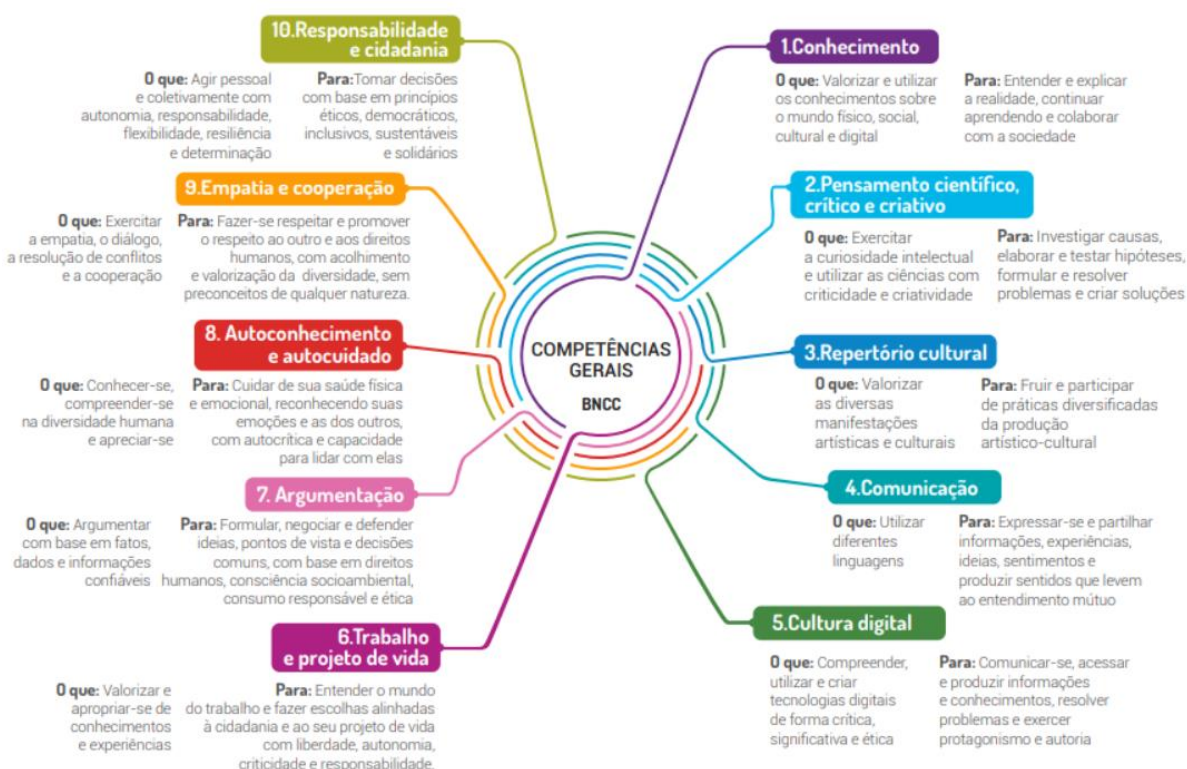 COMPETÊNCIAS
GERAIS
BNCC
1.Conhecimento
O que: Valorizar e utilizar
os conhecimentos sobre
o mundo físico, social,
cultural e digital
Para: Entender e explicar
a realidade, continuar
aprendendo e colaborar
com a sociedade
2.Pensamento científico,
crítico e criativo
O que: Exercitar
a curiosidade intelectual
e utilizar as ciências com
criticidade e criatividade
Para: Investigar causas,
elaborar e testar hipóteses,
formular e resolver
problemas e criar soluções
3.Repertório cultural
O que: Valorizar
as diversas
manifestações
artísticas e culturais
Para: Fruir e participar
de práticas diversificadas
da produção
artístico-cultural
4.Comunicação
O que: Utilizar
diferentes
linguagens
Para: Expressar-se e partilhar
informações, experiências,
ideias, sentimentos e
produzir sentidos que levem
ao entendimento mútuo
5.Cultura digital
O que: Compreender,
utilizar e criar
tecnologias digitais
de forma crítica,
significativa e ética
Para: Comunicar-se, acessar
e produzir informações
e conhecimentos, resolver
problemas e exercer
protagonismo e autoria
6.Trabalho
e projeto de vida
O que: Valorizar e
apropriar-se de
conhecimentos
e experiências
Para: Entender o mundo
do trabalho e fazer escolhas alinhadas
à cidadania e ao seu projeto de vida
com liberdade, autonomia,
criticidade e responsabilidade.
7. Argumentação
O que: Argumentar
com base em fatos,
dados e informações
confiáveis
Para: Formular, negociar e defender
ideias, pontos de vista e decisões
comuns, com base em direitos
humanos, consciência socioambiental,
consumo responsável e ética
8. Autoconhecimento
e autocuidado
O que: Conhecer-se,
compreender-se
na diversidade humana
e apreciar-se
Para: Cuidar de sua saúde física
e emocional, reconhecendo suas
emoções e as dos outros,
com autocrítica e capacidade
para lidar com elas
9.Empatia e cooperação
O que: Exercitar
a empatia, o diálogo,
a resolução de conflitos
e a cooperação
Para: Fazer-se respeitar e promover
o respeito ao outro e aos direitos
humanos, com acolhimento
e valorização da diversidade, sem
preconceitos de qualquer natureza.
10.Responsabilidade
e cidadania
O que: Agir pessoal
e coletivamente com
autonomia, responsabilidade,
flexibilidade, resiliência
e determinação
Para:Tomar decisões
com base em princípios
éticos, democráticos,
inclusivos, sustentáveis
e solidários